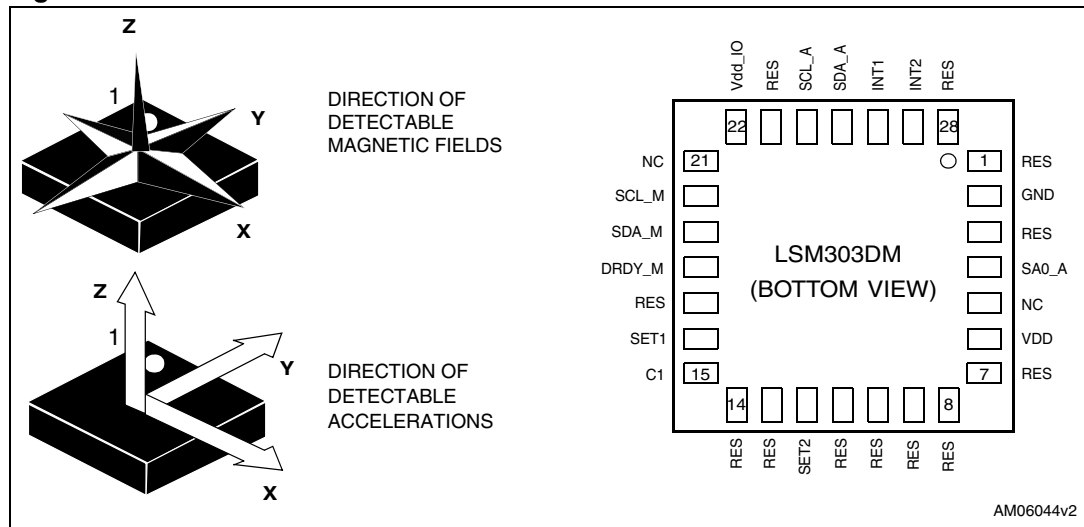 Z
1
Y
X
DIRECTION OF
DETECTABLE
MAGNETIC FIELDS
Z
1
Y
X
DIRECTION OF
DETECTABLE
ACCELERATIONS
Vdd_IO
RES
SCL_A
SDA_A
INT1
INT2
RES
22
28
NC
21
1
RES
SCL_M
GND
SDA_M
RES
DRDY_M
SA0_A
RES
NC
SET1
VDD
C1
15
7
RES
LSM303DM
(BOTTOM VIEW)
14
8
RES
RES
SET2
RES
RES
RES
RES
AM06044v2